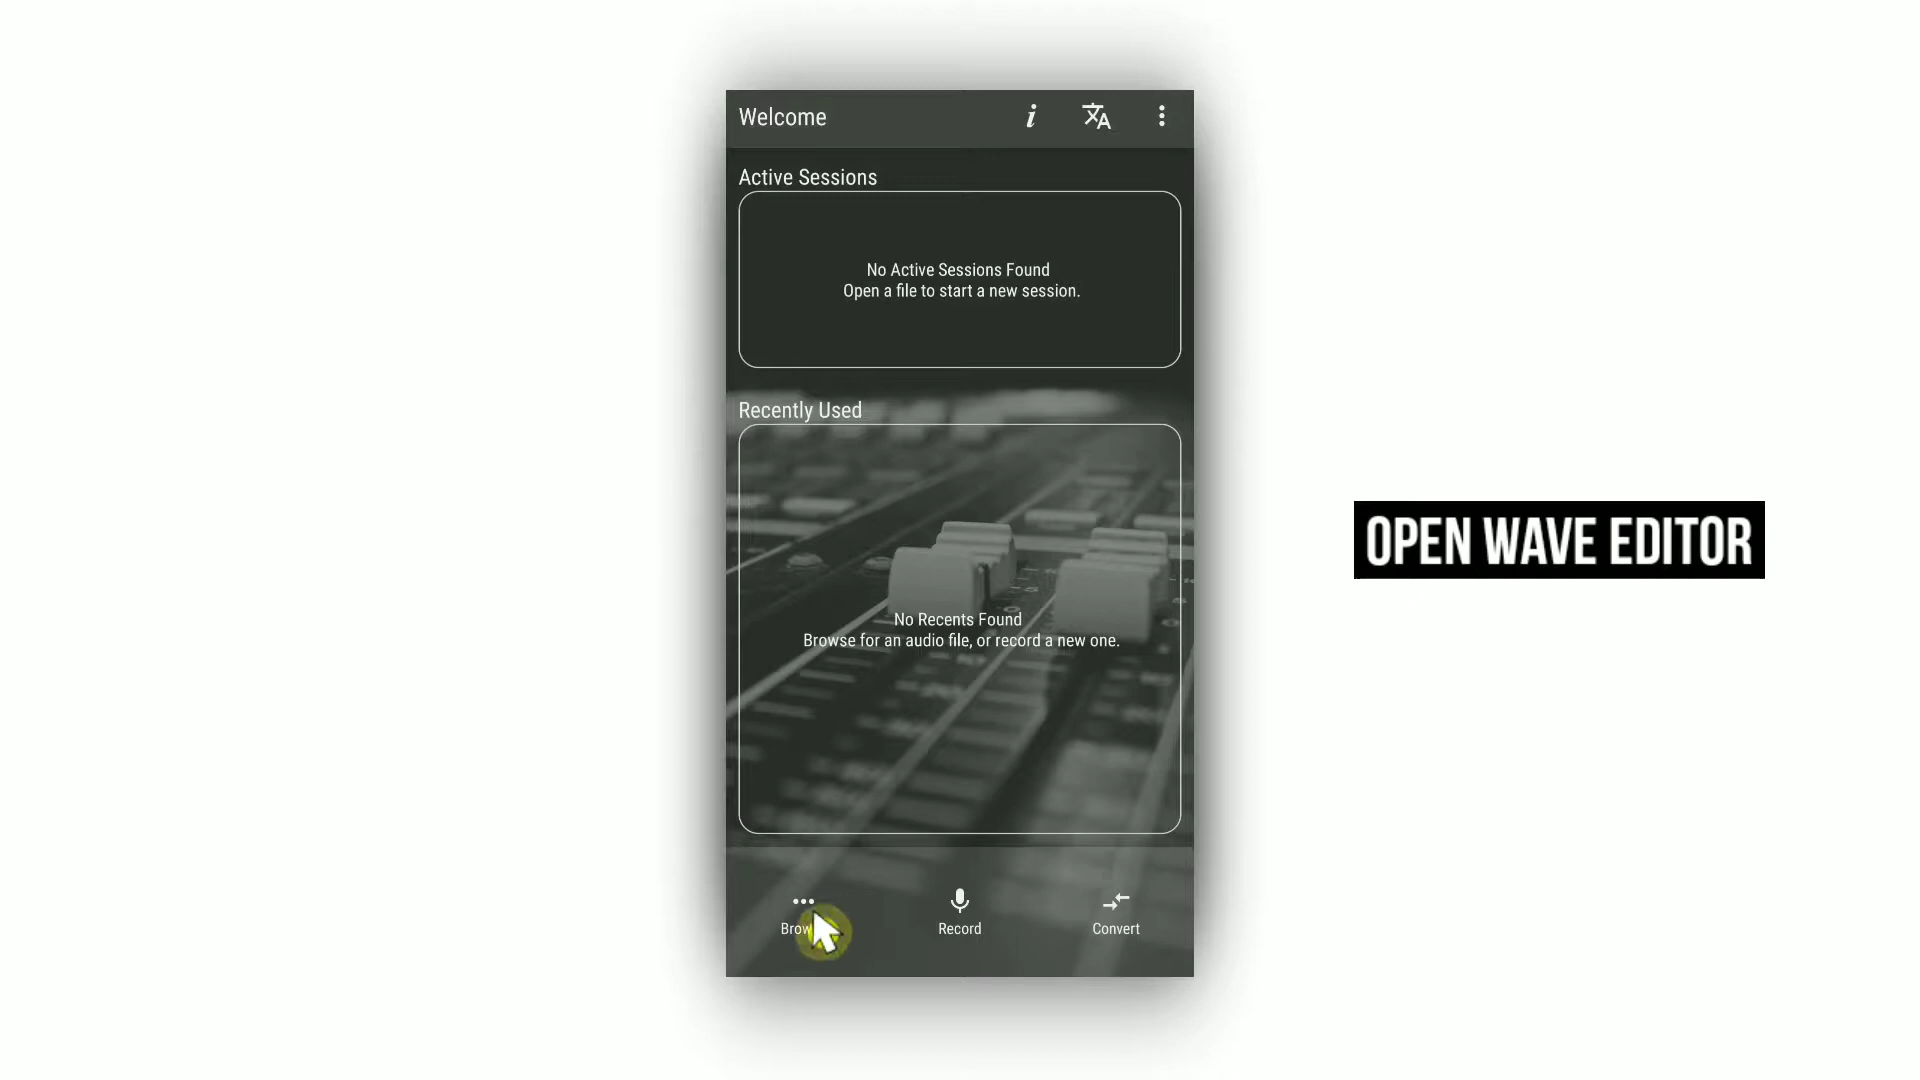 Welcome
Active Sessions
No Active Sessions Found
Open a file to start a new session.
Recently Used
No Recents Found
Browse for an audio file, or record a new one.
Brow
Record
Convert
OPEN WAVE EDITOR